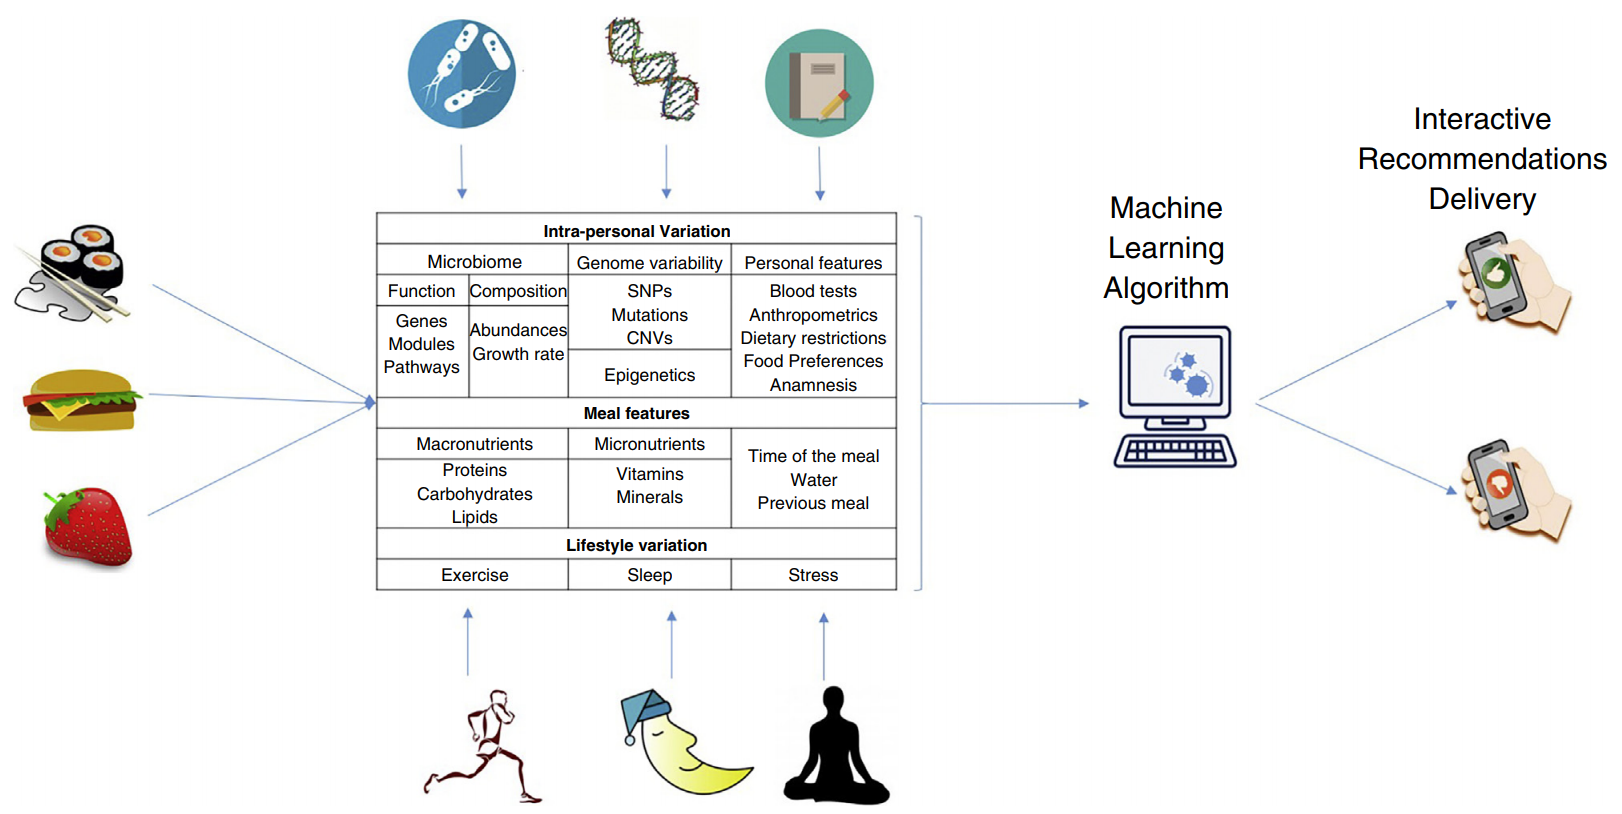 Interactive
Recommendations
Delivery
Machine
Learning
Algorithm
Intra-personal Variation
Microbiome
Genome variability
Personal features
Function
Composition
Genes
Modules
Pathways
Abundances
Growth rate
SNPs
Mutations
CNVs
Epigenetics
Blood tests
Anthropometrics
Dietary restrictions
Food Preferences
Anamnesis
Meal features
Macronutrients
Micronutrients
Proteins
Carbohydrates
Lipids
Vitamins
Minerals
Time of the meal
Water
Previous meal
Lifestyle variation
Exercise
Sleep
Stress